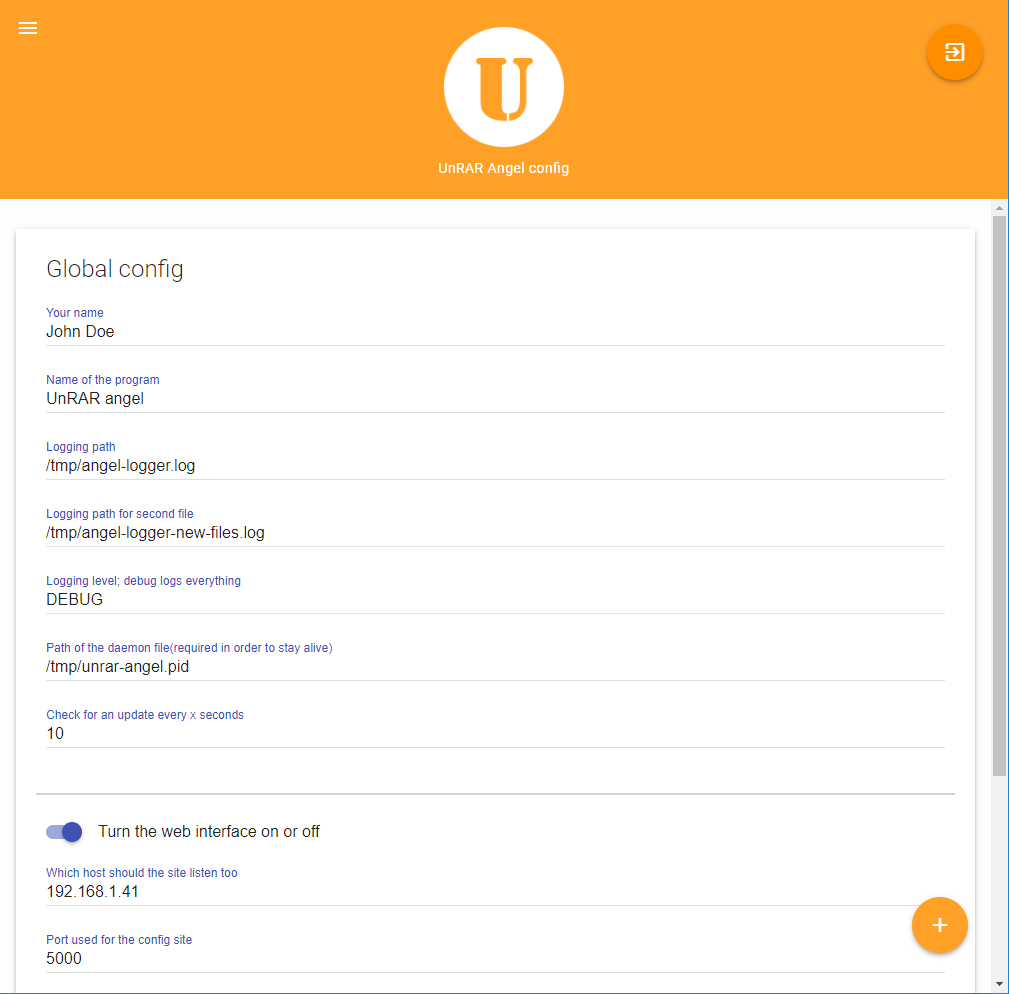 U
UnRAR Angel config
Global config
Your name
John Doe
Name of the program
UnRAR angel
Logging path
/tmp/angel-logger.log
Logging path for second file
/tmp/angel-logger-new-files.log
Logging level; debug logs everything
DEBUG
Path of the daemon file(required in order to stay alive)
/tmp/unrar-angel.pid
Check for an update every x seconds
10
Turn the web interface on or off
Which host should the site listen too
192.168.1.41
Port used for the config site
5000